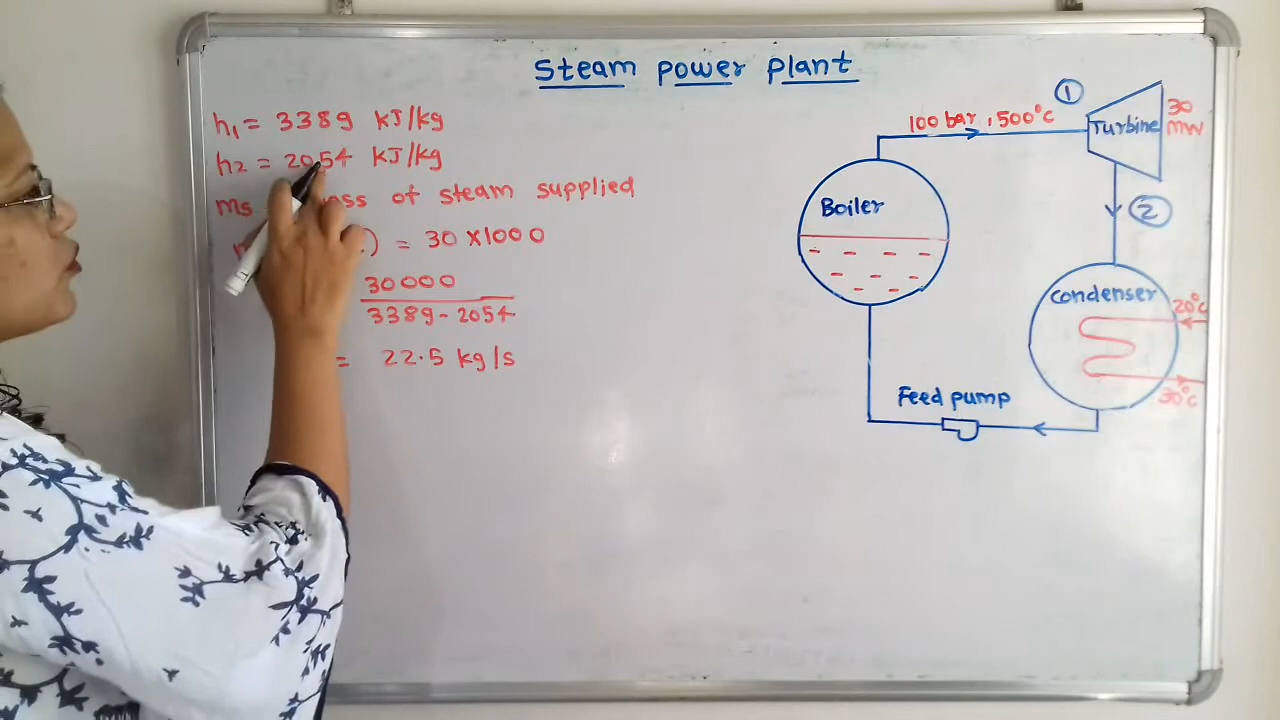 Steam power plant
h₁ = 3389 kJ/kg
h₂ = 2054 kJ/kg
ms of steam supplied
) = 30 × 1000
30000
3389 - 2054
= 22.5 kg/s
①
100 bar, 500°C
Turbine
30
MW
②
Boiler
Condenser
20°C
30°C
Feed pump